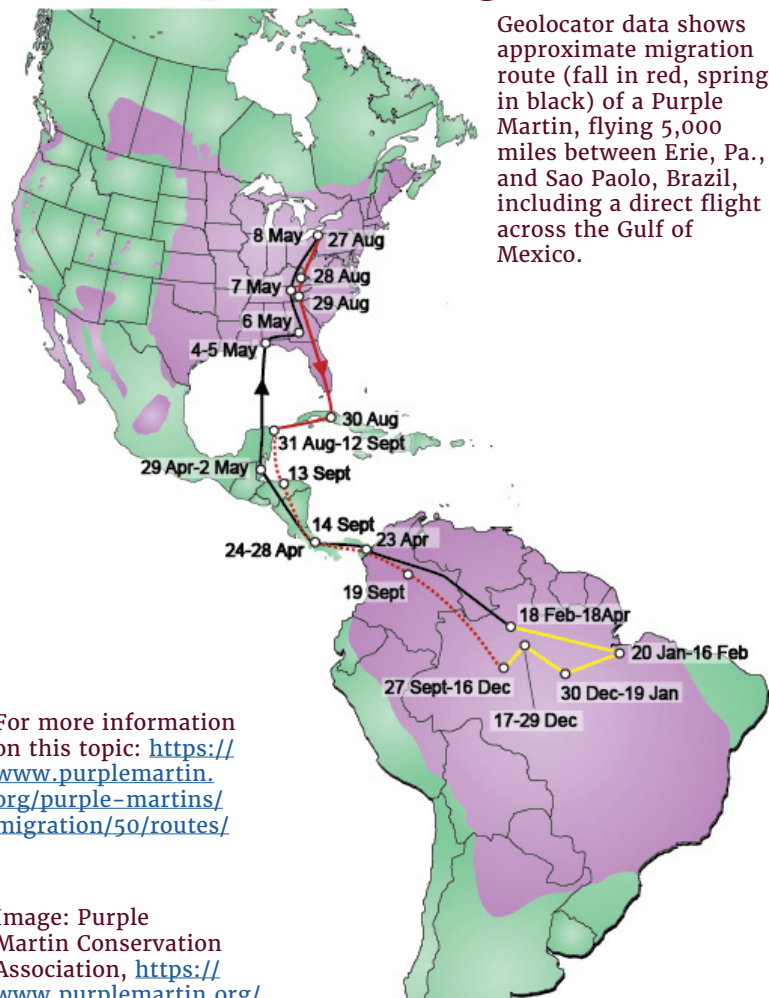 Geolocator data shows
approximate migration
route (fall in red, spring
in black) of a Purple
Martin, flying 5,000
miles between Erie, Pa.,
and Sao Paolo, Brazil,
including a direct flight
across the Gulf of
Mexico.
8 May
27 Aug
28 Aug
7 May
29 Aug
6 May
4-5 May
30 Aug
31 Aug-12 Sept
29 Apr-2 May
13 Sept
14 Sept
23 Apr
24-28 Apr
19 Sept
18 Feb-18Apr
20 Jan-16 Feb
27 Sept-16 Dec
30 Dec-19 Jan
17-29 Dec
For more information
on this topic: https://
www.purplemartin.
org/purple-martins/
migration/50/routes/
Image: Purple
Martin Conservation
Association, https://
www.purplemartin.org/